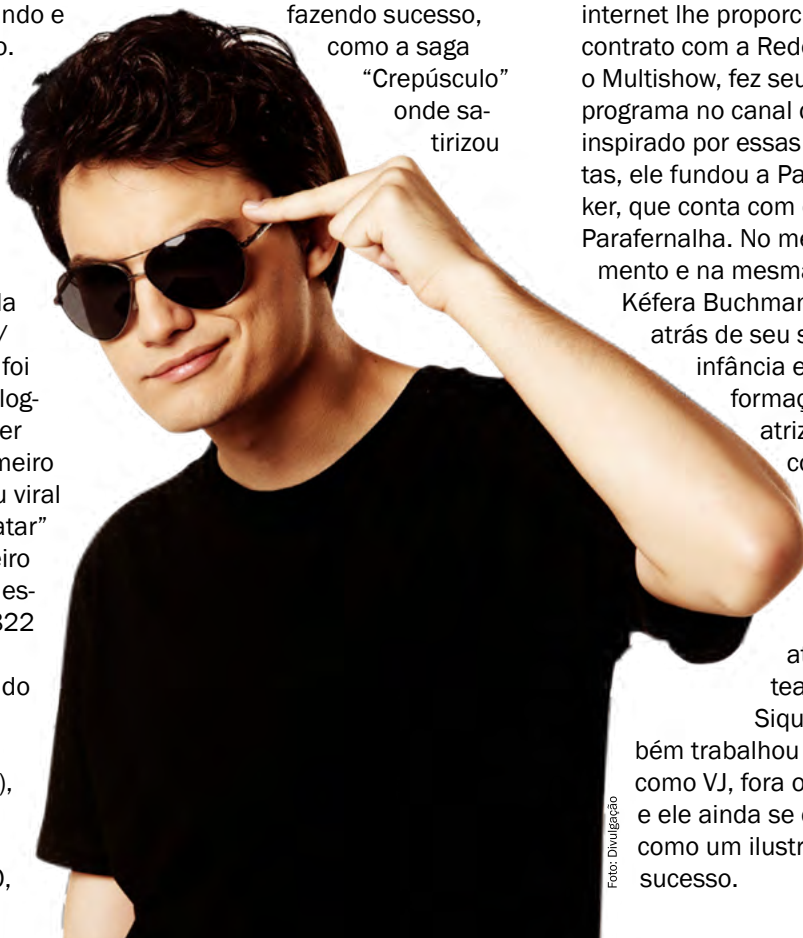 ndo e
o.
la
/
foi
log-
er
meiro
u viral
atar"
eiro
es-
322
do
),
O,
fazendo sucesso,
como a saga
“Crepúsculo”
onde sa-
tirizou
internet lhe proporc
contrato com a Rede
o Multishow, fez seu
programa no canal d
inspirado por essas
tas, ele fundou a Pa
ker, que conta com
Parafernalha. No me
mento e na mesma
Kéfera Buchman
atrás de seu s
infância e
formaç
atriz
co
at
tea
Siqu
bém trabalhou
como VJ, fora o
e ele ainda se
como um ilustr
sucesso.
Foto: Divulgação